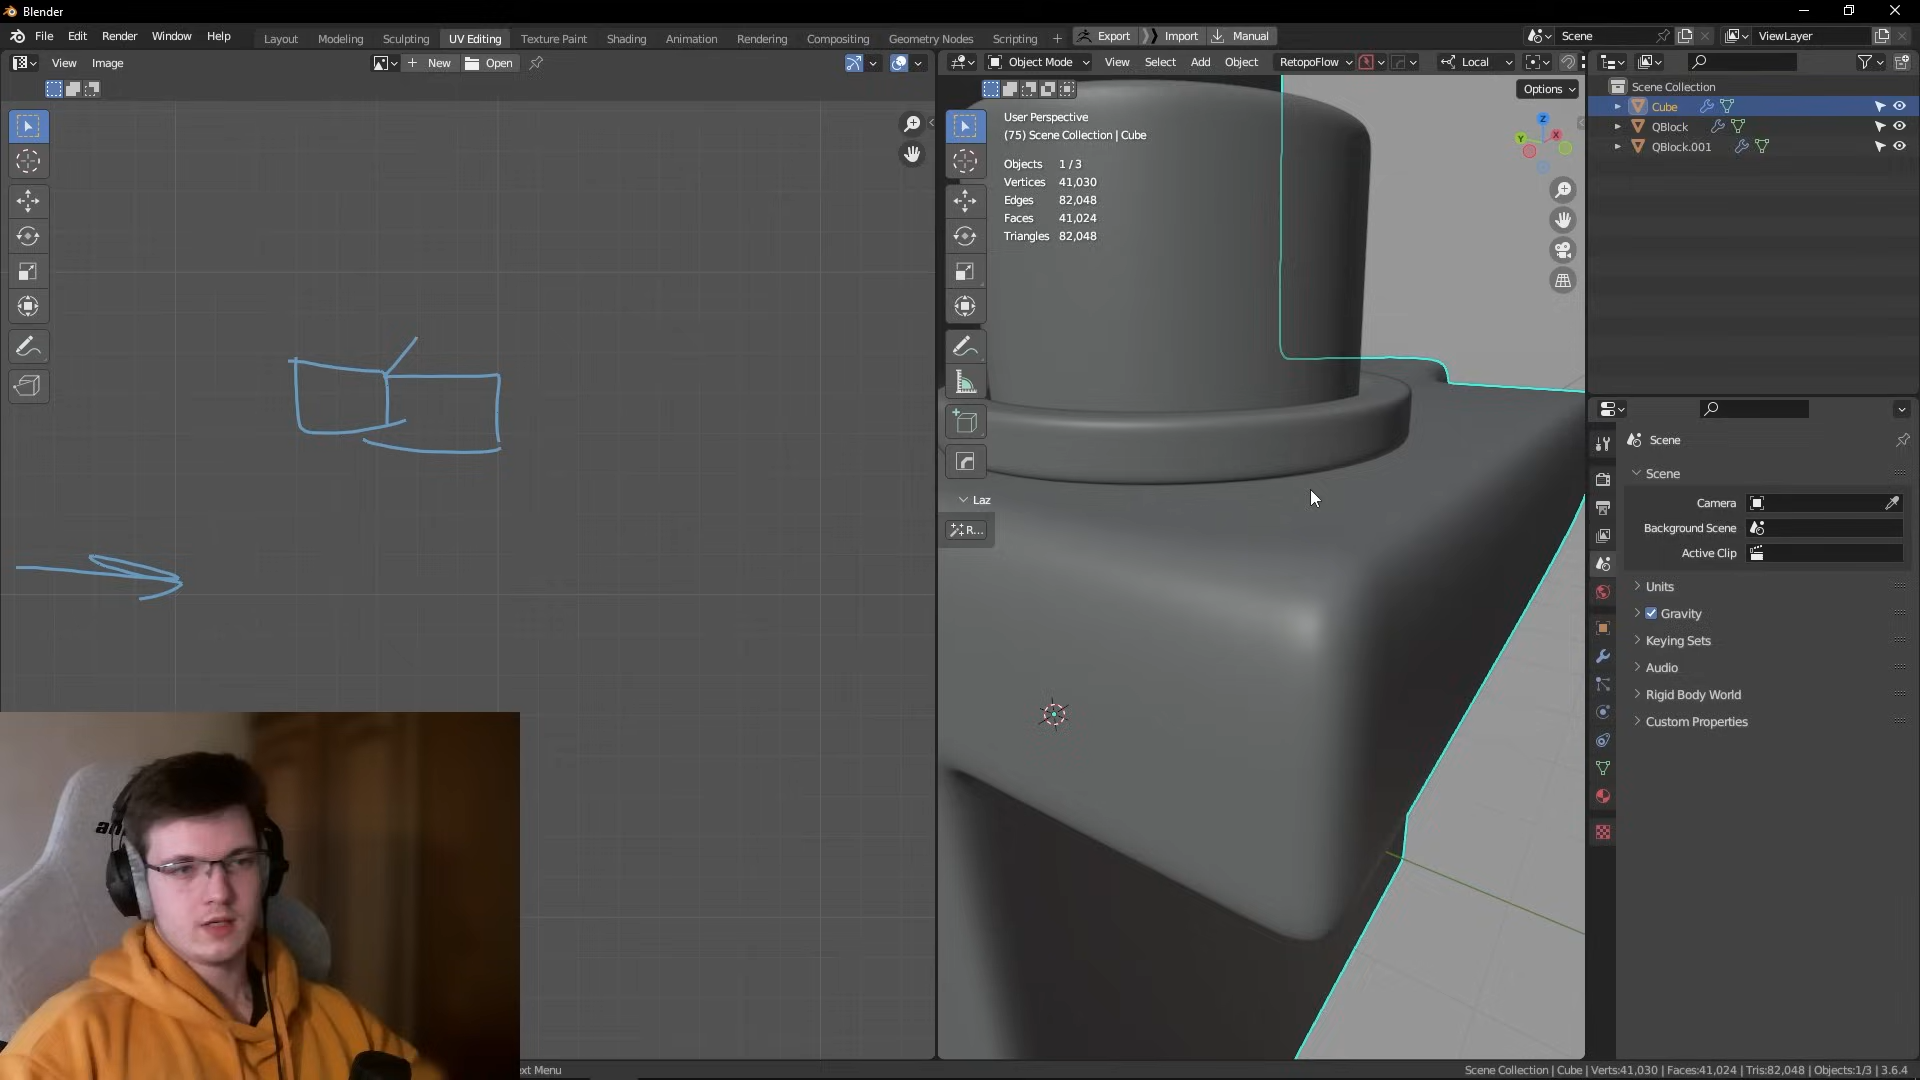 Blender
File Edit Render Window Help
Layout Modeling Sculpting UV Editing Texture Paint Shading Animation Rendering Compositing Geometry Nodes Scripting +
Export Import Manual
Scene
ViewLayer
View Image
New Open
Object Mode View Select Add Object RetopoFlow Local
Options
User Perspective
(75) Scene Collection | Cube
Objects 1 / 3
Vertices 41,030
Edges 82,048
Faces 41,024
Triangles 82,048
Z
Y
X
Laz
R...
Scene Collection
Cube
QBlock
QBlock.001
Scene
Scene
Camera
Background Scene
Active Clip
Units
Gravity
Keying Sets
Audio
Rigid Body World
Custom Properties
an
ext Menu
Scene Collection | Cube | Verts:41,030 | Faces:41,024 | Tris:82,048 | Objects:1/3 | 3.6.4